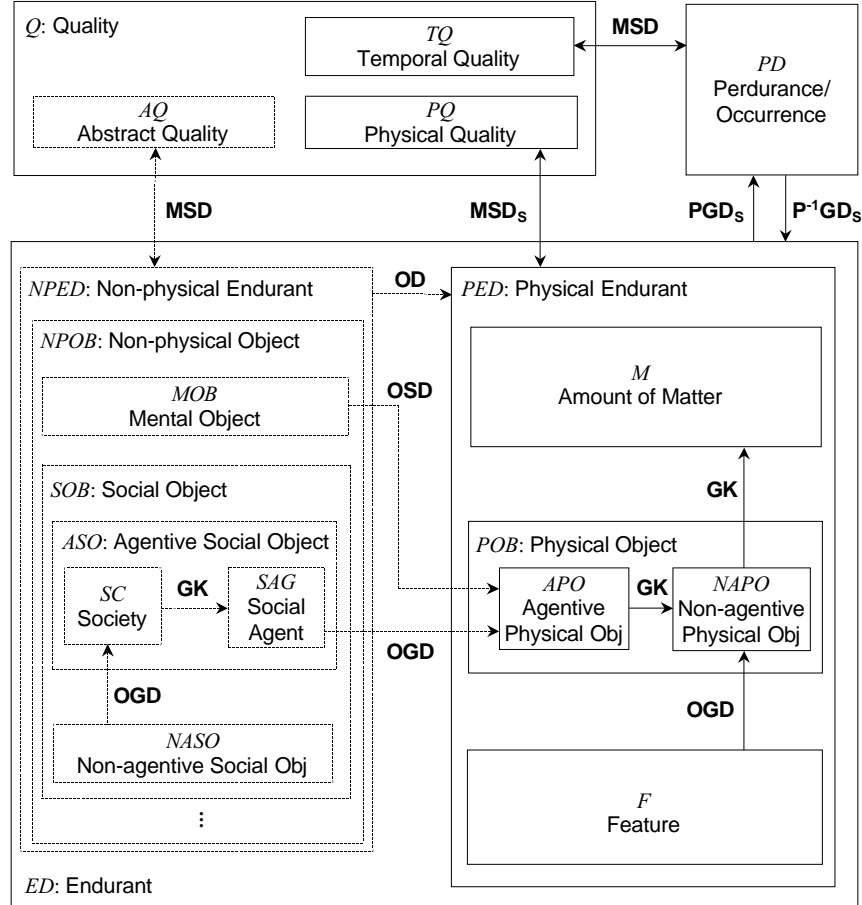 Q: Quality
TQ
Temporal Quality
MSD
PD
Perdurance/
Occurrence
AQ
Abstract Quality
PQ
Physical Quality
MSD
MSDS
PGDS
P-1GDS
NPED: Non-physical Endurant
OD
PED: Physical Endurant
NPOB: Non-physical Object
MOB
Mental Object
OSD
M
Amount of Matter
SOB: Social Object
GK
ASO: Agentive Social Object
POB: Physical Object
SC
Society
GK
SAG
Social
Agent
APO
Agentive
Physical Obj
GK
NAPO
Non-agentive
Physical Obj
OGD
OGD
OGD
NASO
Non-agentive Social Obj
F
Feature
⋮
ED: Endurant